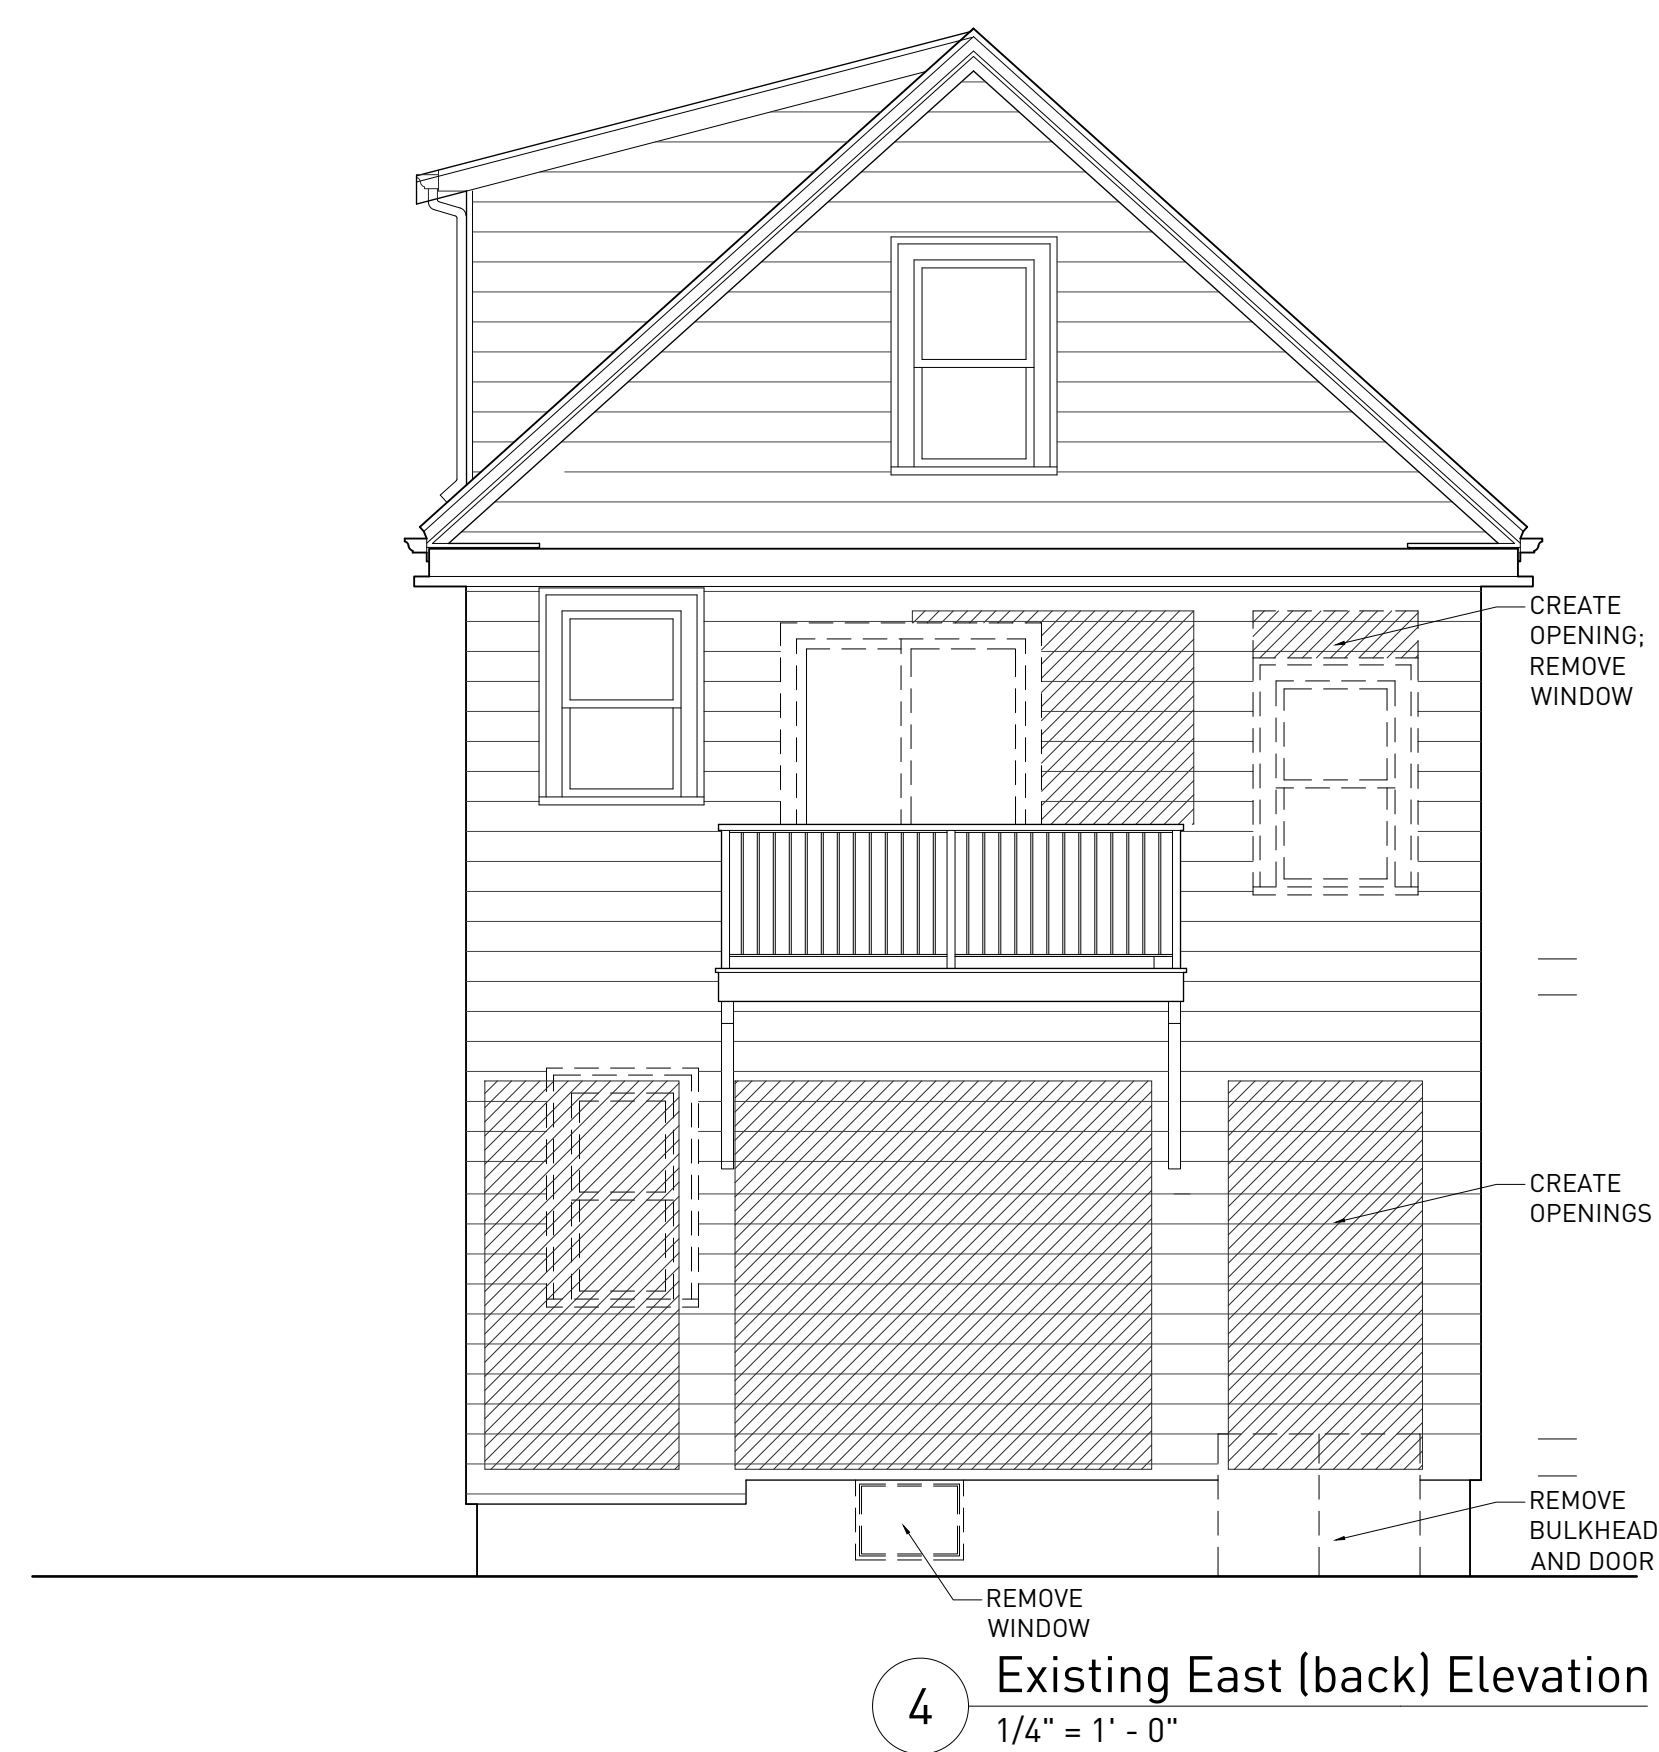 CREATE
OPENING;
REMOVE
WINDOW
CREATE
OPENINGS
REMOVE
BULKHEAD
AND DOOR
REMOVE
WINDOW
4
Existing East (back) Elevation
1/4" = 1' - 0"